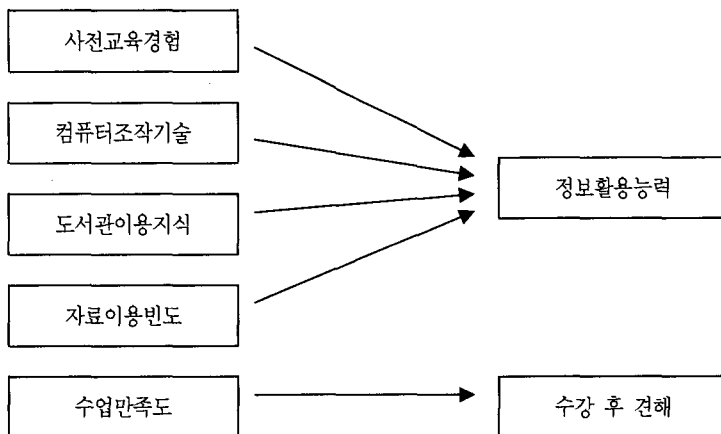 사전교육경험
컴퓨터조작기술
정보활용능력
도서관이용지식
자료이용빈도
수업만족도
수강 후 견해